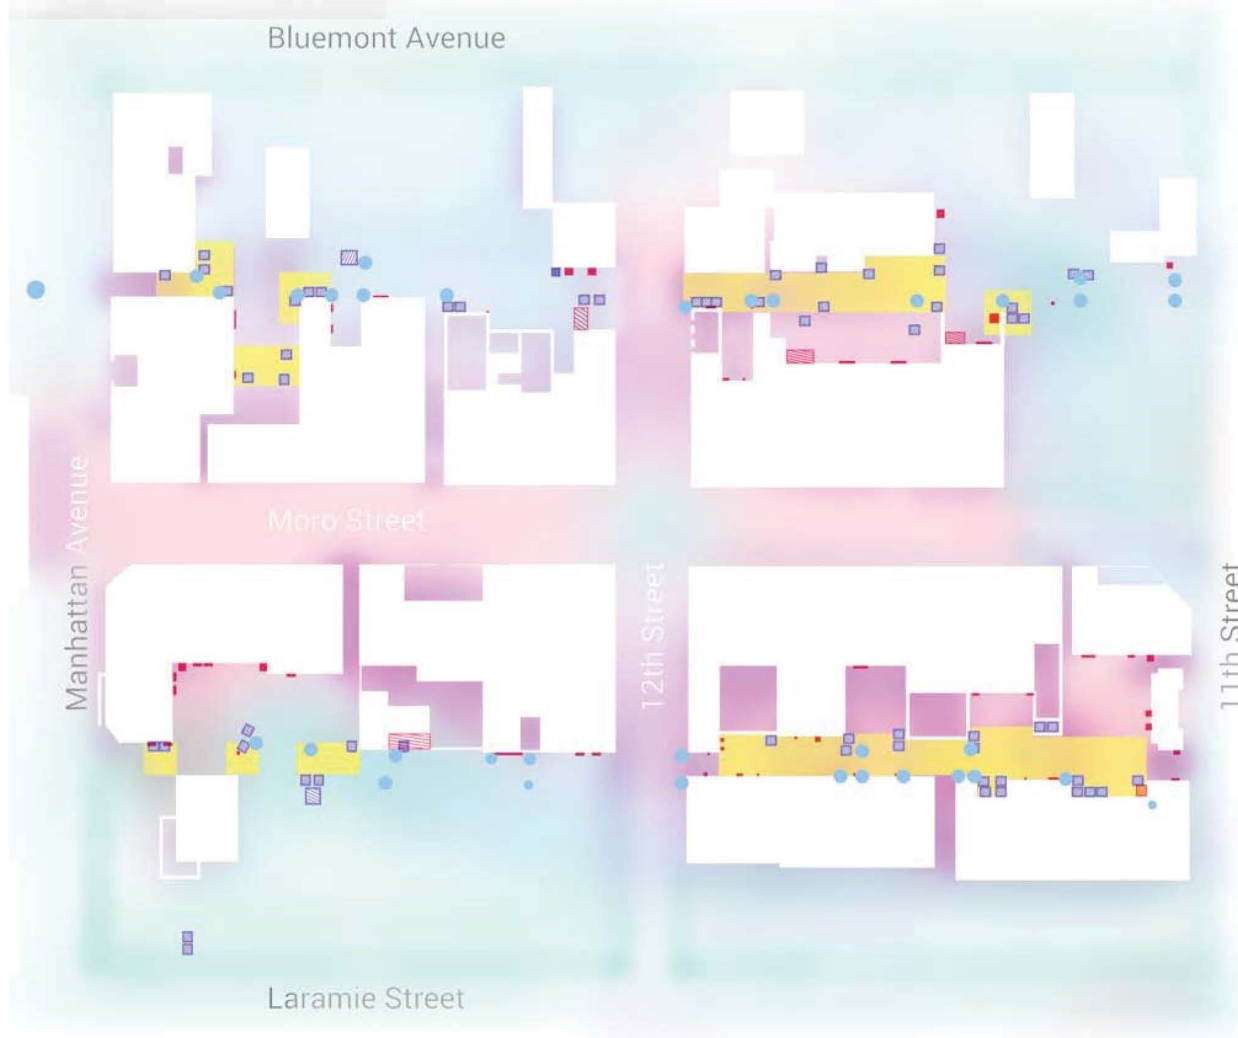 Bluemont Avenue
Manhattan Avenue
Moro Street
12th Street
11th Street
Laramie Street